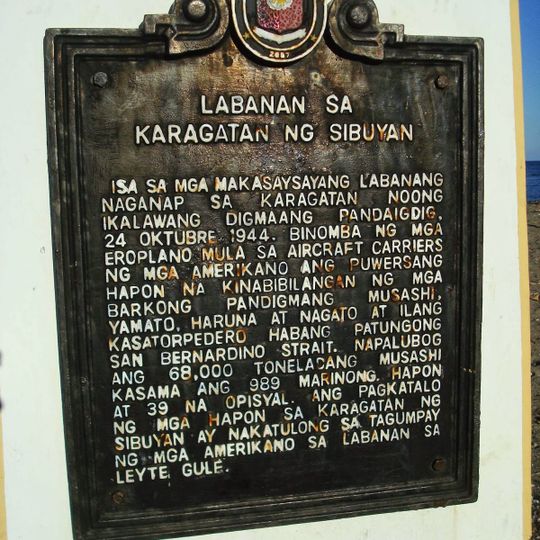 2007
LABANAN SA
KARAGATAN NG SIBUYAN
ISA SA MGA MAKASAYSAYANG LABANANG
NAGANAP SA KARAGATAN NOONG
IKALAWANG DIGMAANG PANDAIGDIG,
24 OKTUBRE 1944. BINOMBA NG MGA
EROPLANO MULA SA AIRCRAFT CARRIERS
NG MGA AMERIKANO ANG PUWERSANG
HAPON NA KINABIBILANGAN NG MGA
BARKONG PANDIGMANG MUSASHI,
YAMATO, HARUNA AT NAGATO AT ILANG
KASATORPEDERO HABANG PATUNGONG
SAN BERNARDINO STRAIT. NAPALUBOG
ANG 68,000 TONELADANG MUSASHI
KASAMA ANG 989 MARINONG HAPON
AT 39 NA OPISYAL. ANG PAGKATALO
NG MGA HAPON SA KARAGATAN NG
SIBUYAN AY NAKATULONG SA TAGUMPAY
NG MGA AMERIKANO SA LABANAN SA
LEYTE GULF.